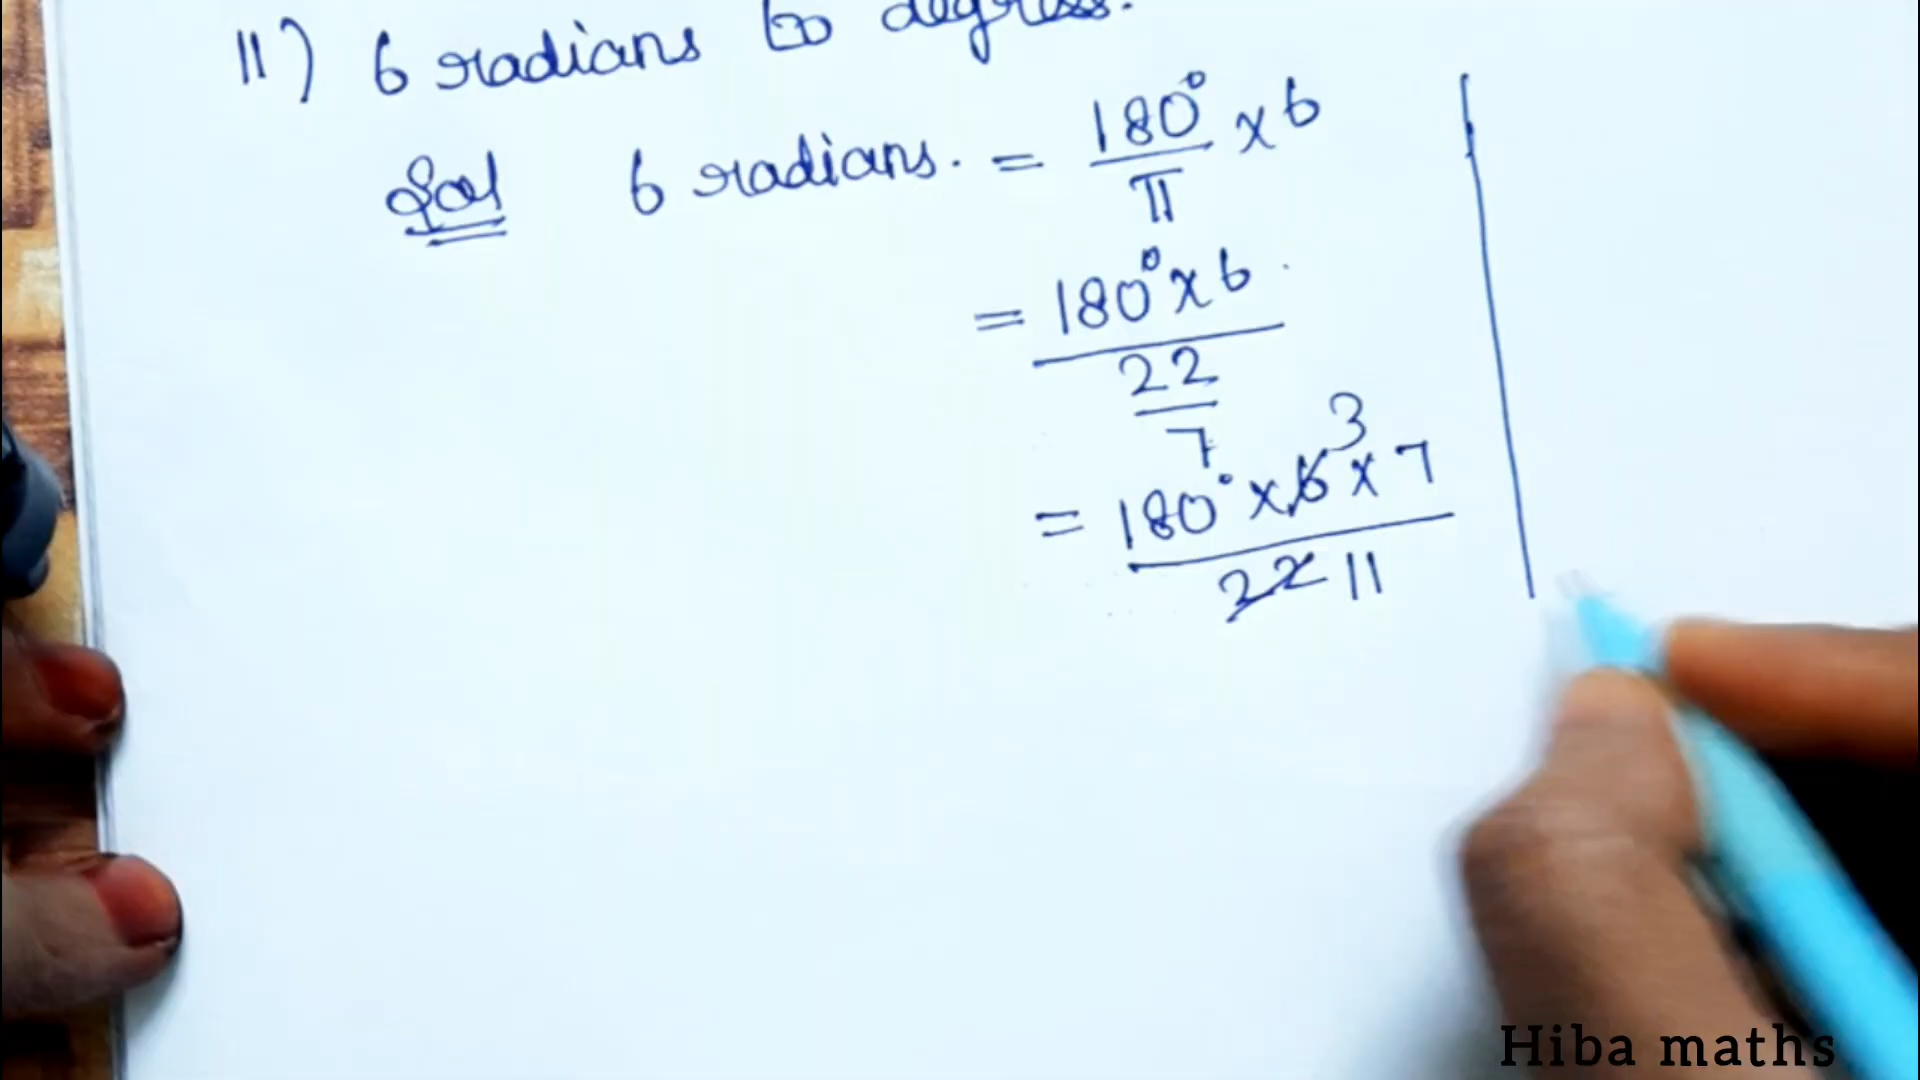 11) 6 radians to degress.
Sol 6 radians. = 180° / π × 6
= 180° × 6 / 22/7
= 180° × 6 × 7 / 22 3 11
Hiba maths